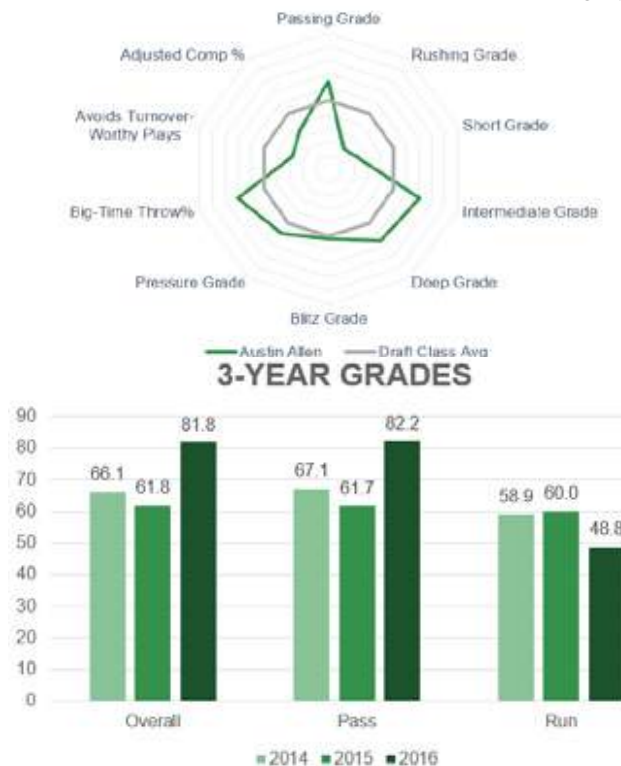 Passing Grade
Adjusted Comp %
Rushing Grade
Avoids Turnover-
Worthy Plays
Short Grade
Big-Time Throw%
Intermediate Grade
Pressure Grade
Deep Grade
Blitz Grade
Austin Allen
Draft Class Avg
3-YEAR GRADES
90
80
70
60
50
40
30
20
10
0
66.1
61.8
81.8
67.1
61.7
82.2
58.9
60.0
48.8
Overall
Pass
Run
2014
2015
2016